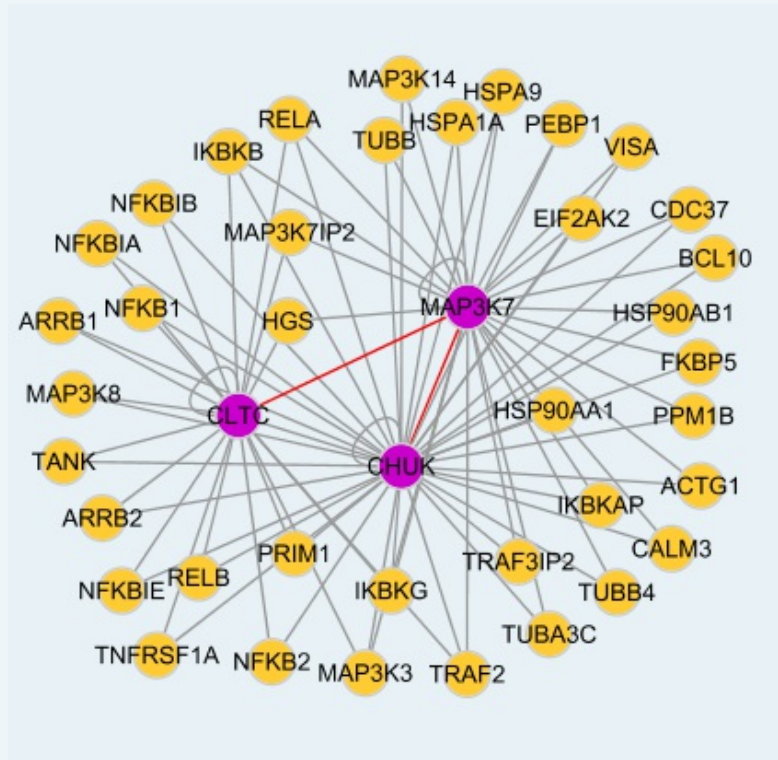 MAP3K14
HSPA9
RELA
HSPA1A
PEBP1
TUBB
VISA
IKBKB
NFKBIB
MAP3K7IP2
EIF2AK2
CDC37
NFKBIA
BCL10
NFKB1
MAP3K7
HSP90AB1
ARRB1
HGS
FKBP5
MAP3K8
CLTC
HSP90AA1
PPM1B
TANK
CHUK
ACTG1
ARRB2
IKBKAP
CALM3
PRIM1
TRAF3IP2
NFKBIE
RELB
IKBKG
TUBB4
TUBA3C
TNFRSF1A
NFKB2
MAP3K3
TRAF2